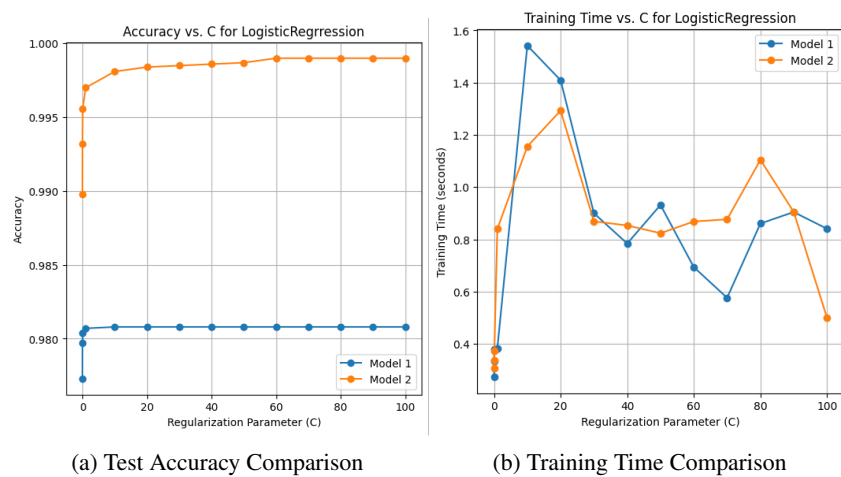 Accuracy vs. C for LogisticRegrression
1.000
0.995
0.990
0.985
0.980
Accuracy
0 20 40 60 80 100
Regularization Parameter (C)
Model 1
Model 2
(a) Test Accuracy Comparison
Training Time vs. C for LogisticRegrression
1.6
1.4
1.2
1.0
0.8
0.6
0.4
Training Time (seconds)
0 20 40 60 80 100
Regularization Parameter (C)
Model 1
Model 2
(b) Training Time Comparison